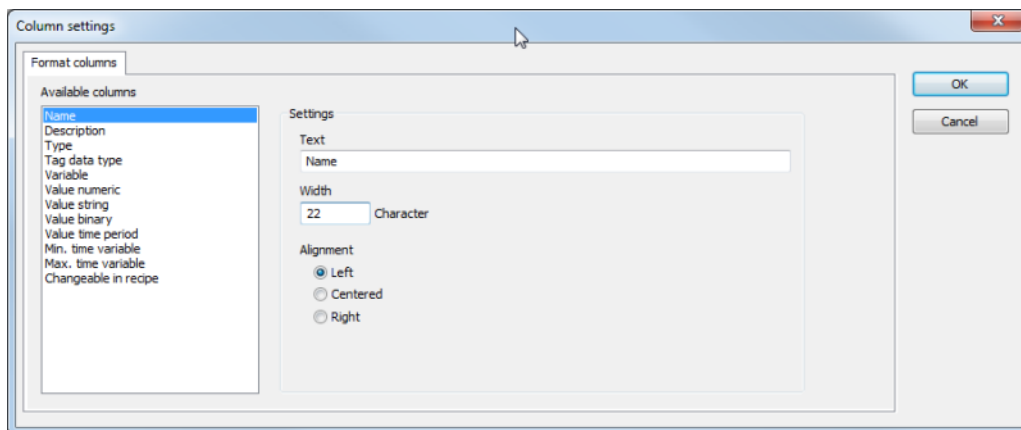 Column settings
Format columns
Available columns
Name
Description
Type
Tag data type
Variable
Value numeric
Value string
Value binary
Value time period
Min. time variable
Max. time variable
Changeable in recipe
Settings
Text
Name
Width
22 Character
Alignment
Left
Centered
Right
OK
Cancel